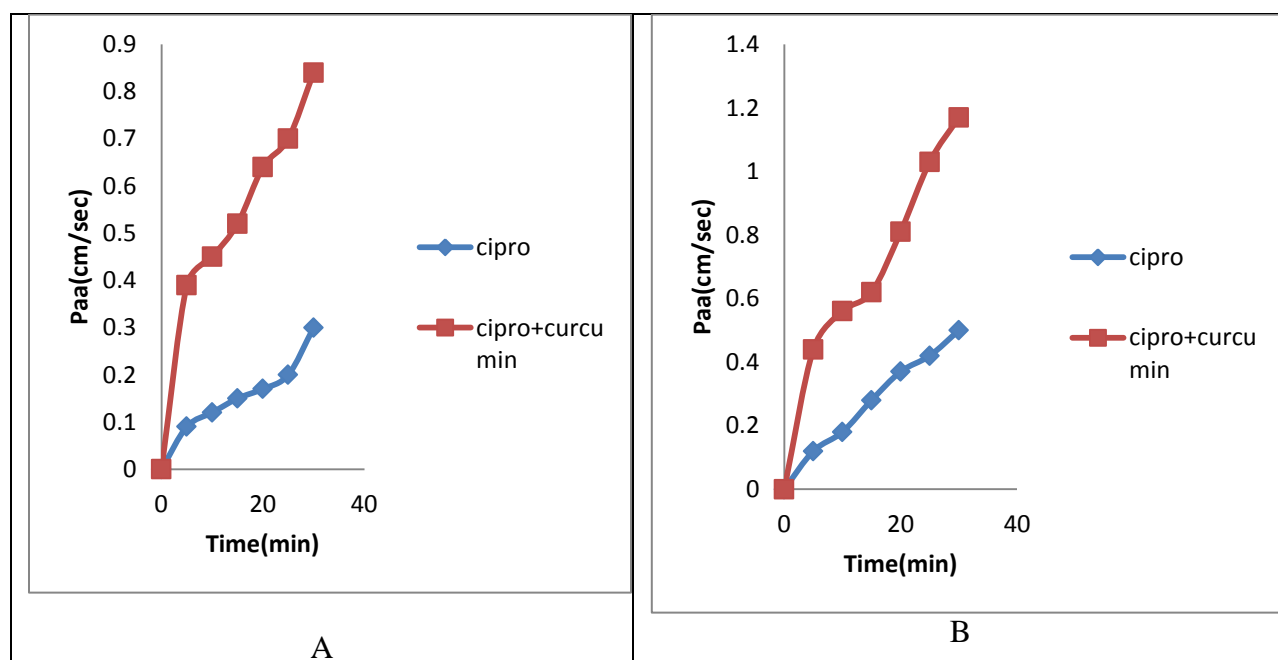 0.9
0.8
0.7
0.6
0.5
0.4
0.3
0.2
0.1
0
Paa(cm/sec)
0 20 40
Time(min)
cipro
cipro+curcu
min
A
1.4
1.2
1
0.8
0.6
0.4
0.2
0
Paa(cm/sec)
0 20 40
Time(min)
cipro
cipro+curcu
min
B